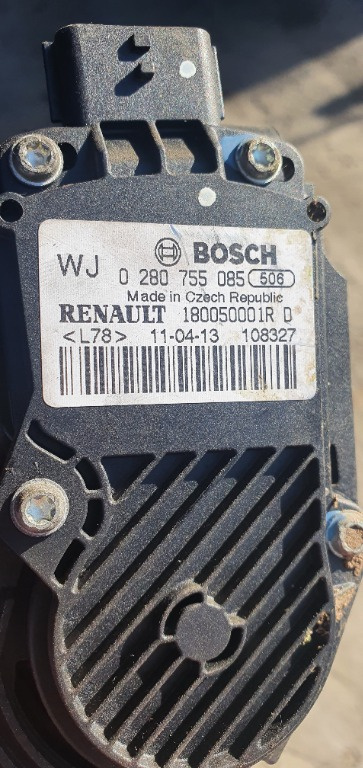 WJ BOSCH
0 280 755 085 506
Made in Czech Republic
RENAULT 180050001R D
<L78> 11-04-13 108327